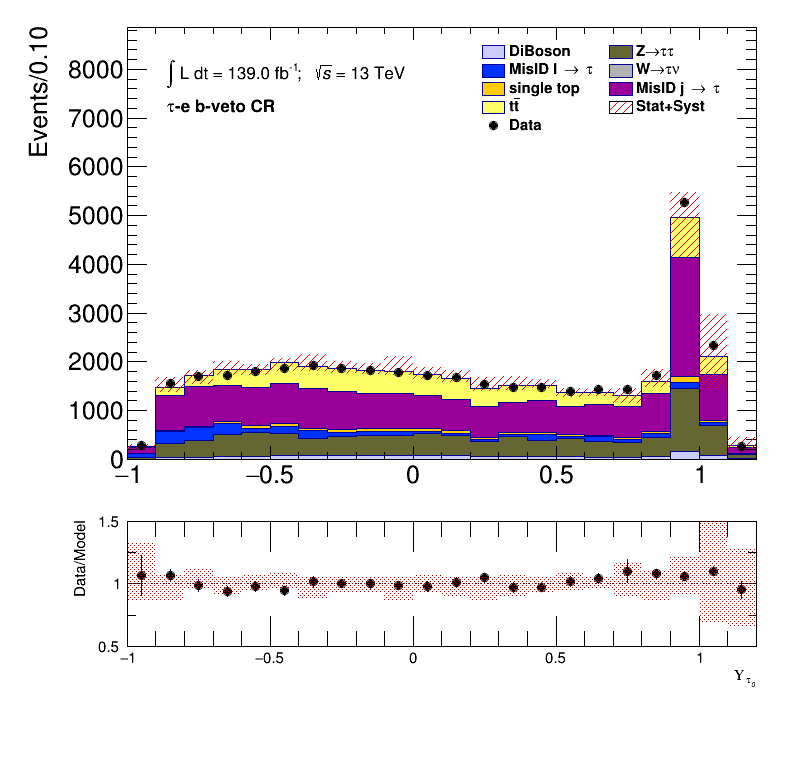 Events/0.10
8000
7000
6000
5000
4000
3000
2000
1000
0
∫ L dt = 139.0 fb⁻¹; √s = 13 TeV
τ-e b-veto CR
DiBoson
MisID l → τ
single top
tt̄
Data
Z→ττ
W→τν
MisID j → τ
Stat+Syst
−1 −0.5 0 0.5 1
Data/Model
1.5
1
0.5
−1 −0.5 0 0.5 1